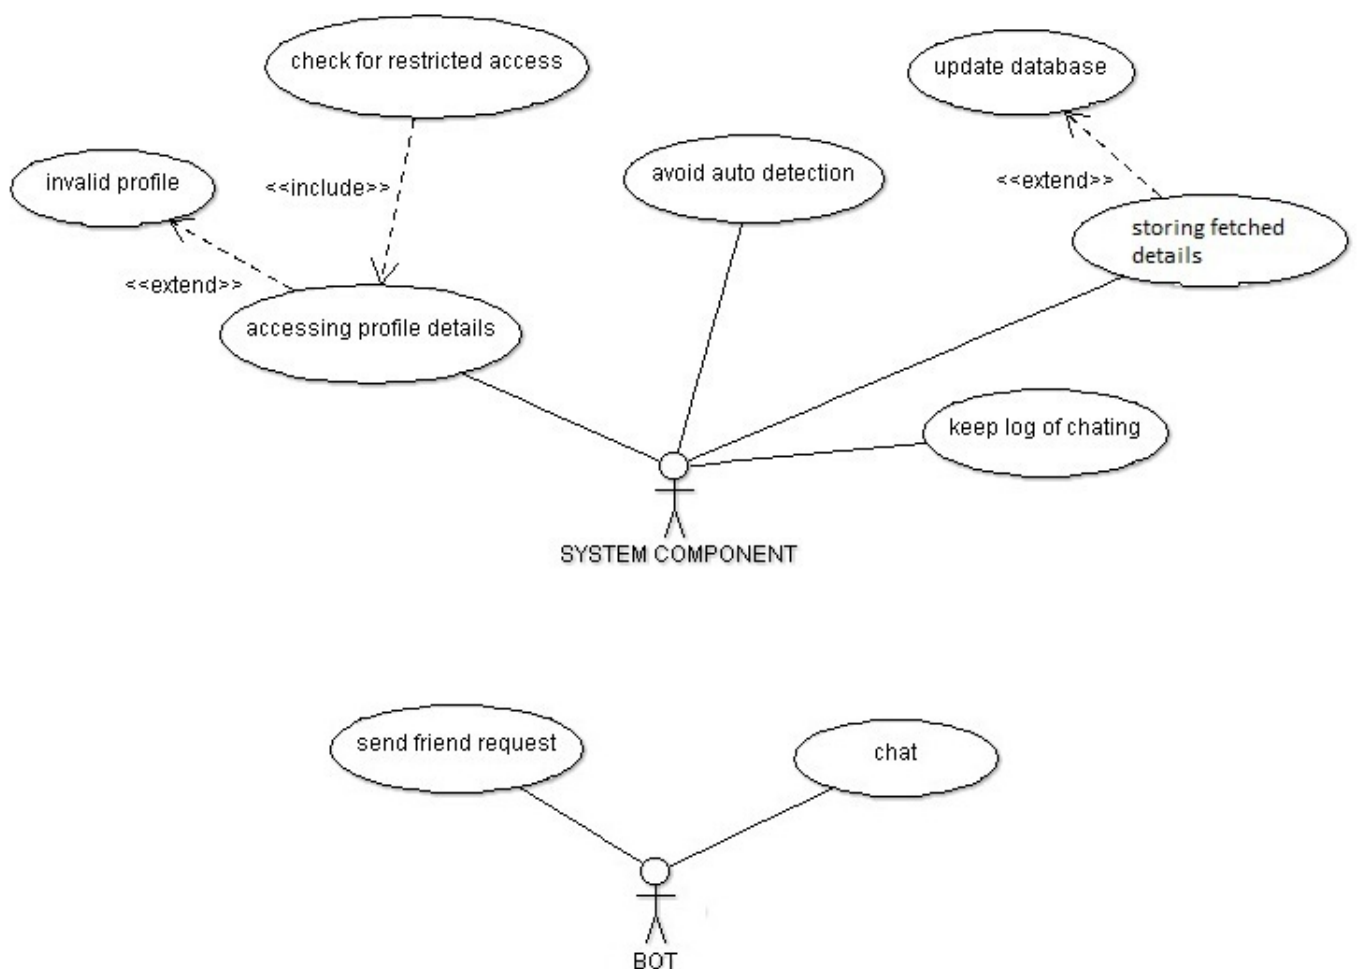 check for restricted access
update database
invalid profile
<<include>>
avoid auto detection
<<extend>>
storing fetched
details
<<extend>>
accessing profile details
keep log of chating
SYSTEM COMPONENT
send friend request
chat
BOT